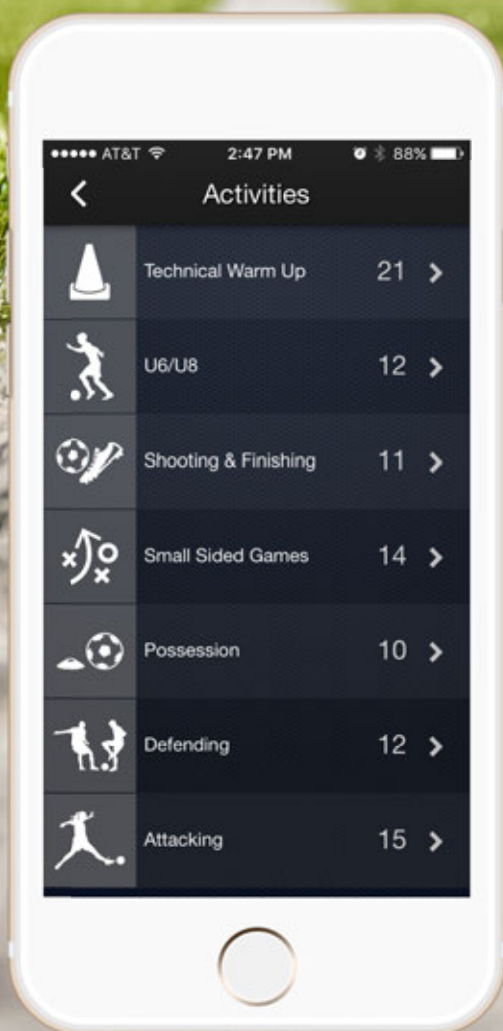 AT&T 2:47 PM 88%
Activities
Technical Warm Up 21
U6/U8 12
Shooting & Finishing 11
Small Sided Games 14
Possession 10
Defending 12
Attacking 15